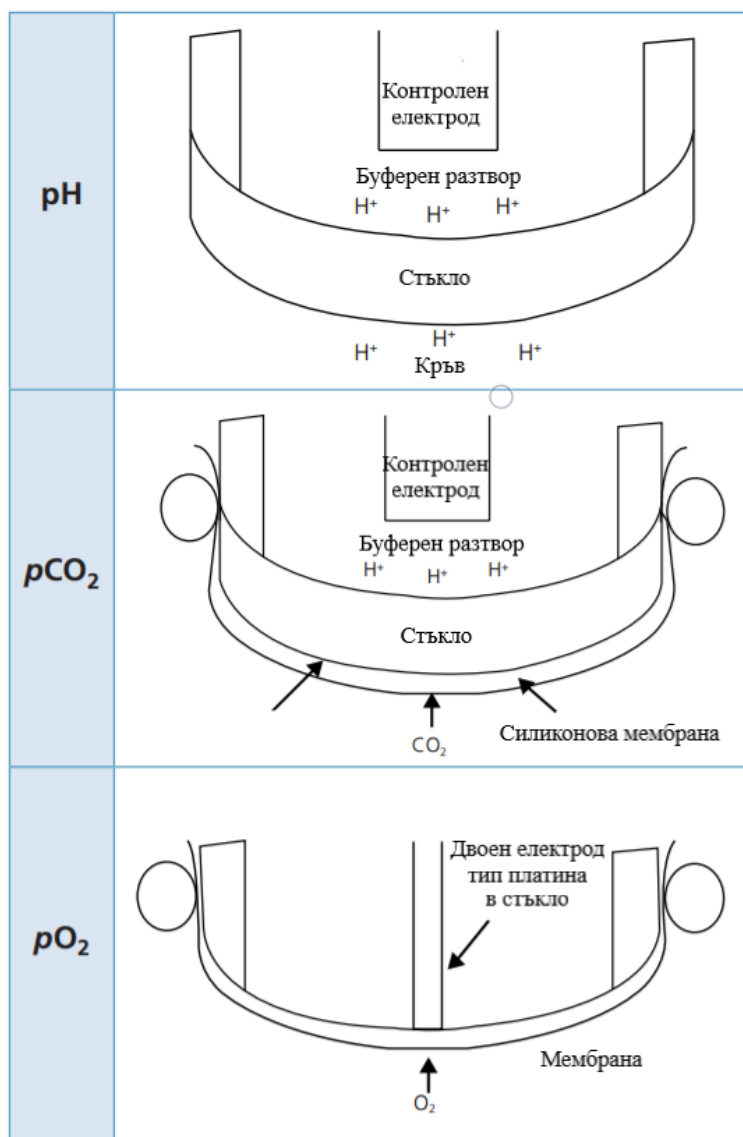 pH
Контролен
електрод
Буферен разтвор
H⁺ H⁺ H⁺
Стъкло
H⁺ H⁺ H⁺
Кръв
pCO₂
Контролен
електрод
Буферен разтвор
H⁺ H⁺ H⁺
Стъкло
Силиконова мембрана
CO₂
pO₂
Двоен електрод
тип платина
в стъкло
Мембрана
O₂